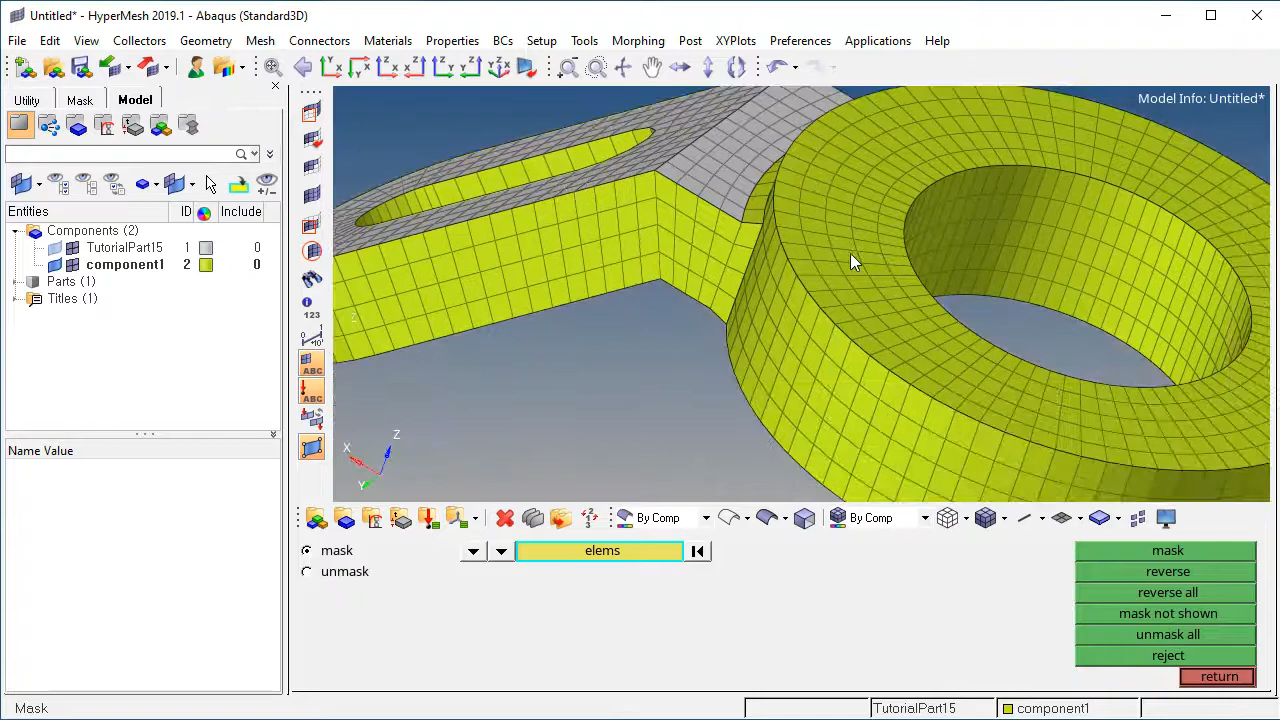 Untitled* - HyperMesh 2019.1 - Abaqus (Standard3D)
File Edit View Collectors Geometry Mesh Connectors Materials Properties BCs Setup Tools Morphing Post XYPlots Preferences Applications Help
Utility Mask Model
Model Info: Untitled*
Entities ID Include
Components (2)
TutorialPart15 1 0
component1 2 0
Parts (1)
Titles (1)
123
ABC
ABC
Name Value
Z
X
Z
Y
By Comp
By Comp
mask
unmask
elems
mask
reverse
reverse all
mask not shown
unmask all
reject
return
Mask
TutorialPart15
component1